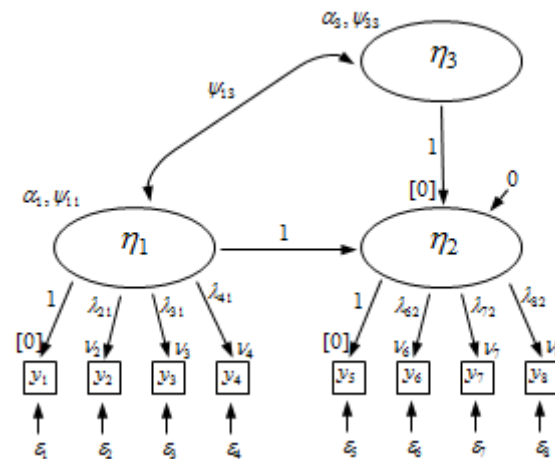 α₃, ψ₃₃
η₃
ψ₁₃
1
[0]
0
α₁, ψ₁₁
η₁
1
η₂
1
λ₂₁
λ₃₁
λ₄₁
1
λ₆₂
λ₇₂
λ₈₂
[0]
ν₂
ν₃
ν₄
[0]
ν₆
ν₇
ν
y₁
y₂
y₃
y₄
y₅
y₆
y₇
y₈
ε₁
ε₂
ε₃
ε₄
ε₅
ε₆
ε₇
ε₈